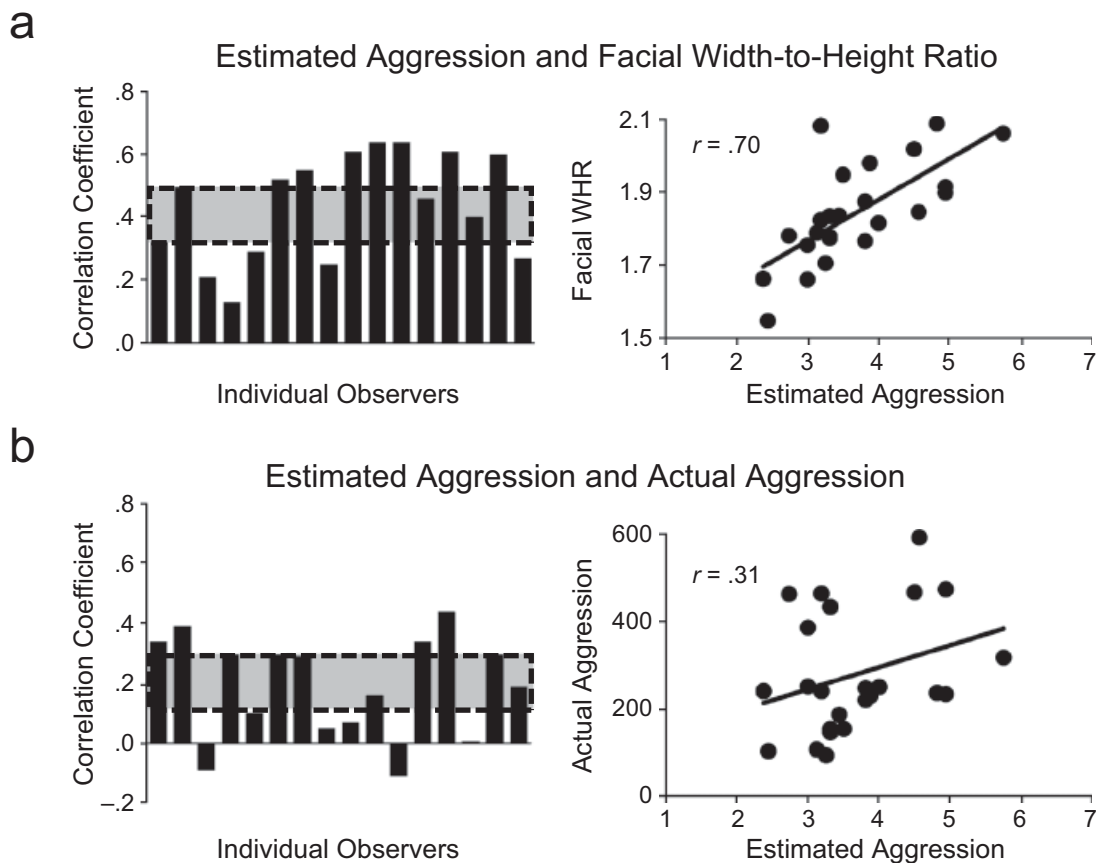 a
Estimated Aggression and Facial Width-to-Height Ratio
Correlation Coefficient
.8
.6
.4
.2
.0
Individual Observers
Facial WHR
2.1
1.9
1.7
1.5
r = .70
1 2 3 4 5 6 7
Estimated Aggression
b
Estimated Aggression and Actual Aggression
Correlation Coefficient
.8
.6
.4
.2
.0
–.2
Individual Observers
Actual Aggression
600
400
200
0
r = .31
1 2 3 4 5 6 7
Estimated Aggression